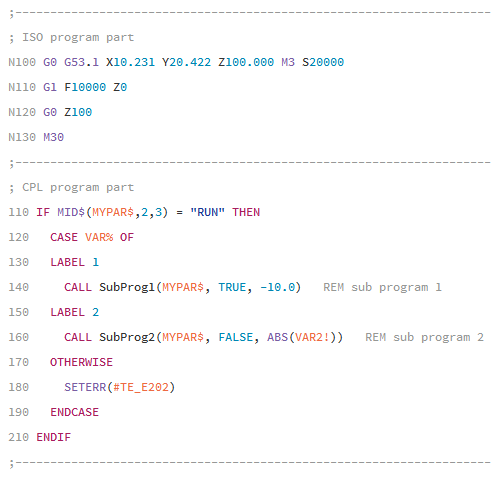 ;--------------------------------------------------------------------
; ISO program part
N100 G0 G53.1 X10.231 Y20.422 Z100.000 M3 S20000
N110 G1 F10000 Z0
N120 G0 Z100
N130 M30
;--------------------------------------------------------------------
; CPL program part
110 IF MID$(MYPAR$,2,3) = "RUN" THEN
120   CASE VAR% OF
130   LABEL 1
140     CALL SubProg1(MYPAR$, TRUE, -10.0)   REM sub program 1
150   LABEL 2
160     CALL SubProg2(MYPAR$, FALSE, ABS(VAR2!))   REM sub program 2
170   OTHERWISE
180     SETERR(#TE_E202)
190   ENDCASE
210 ENDIF
;--------------------------------------------------------------------